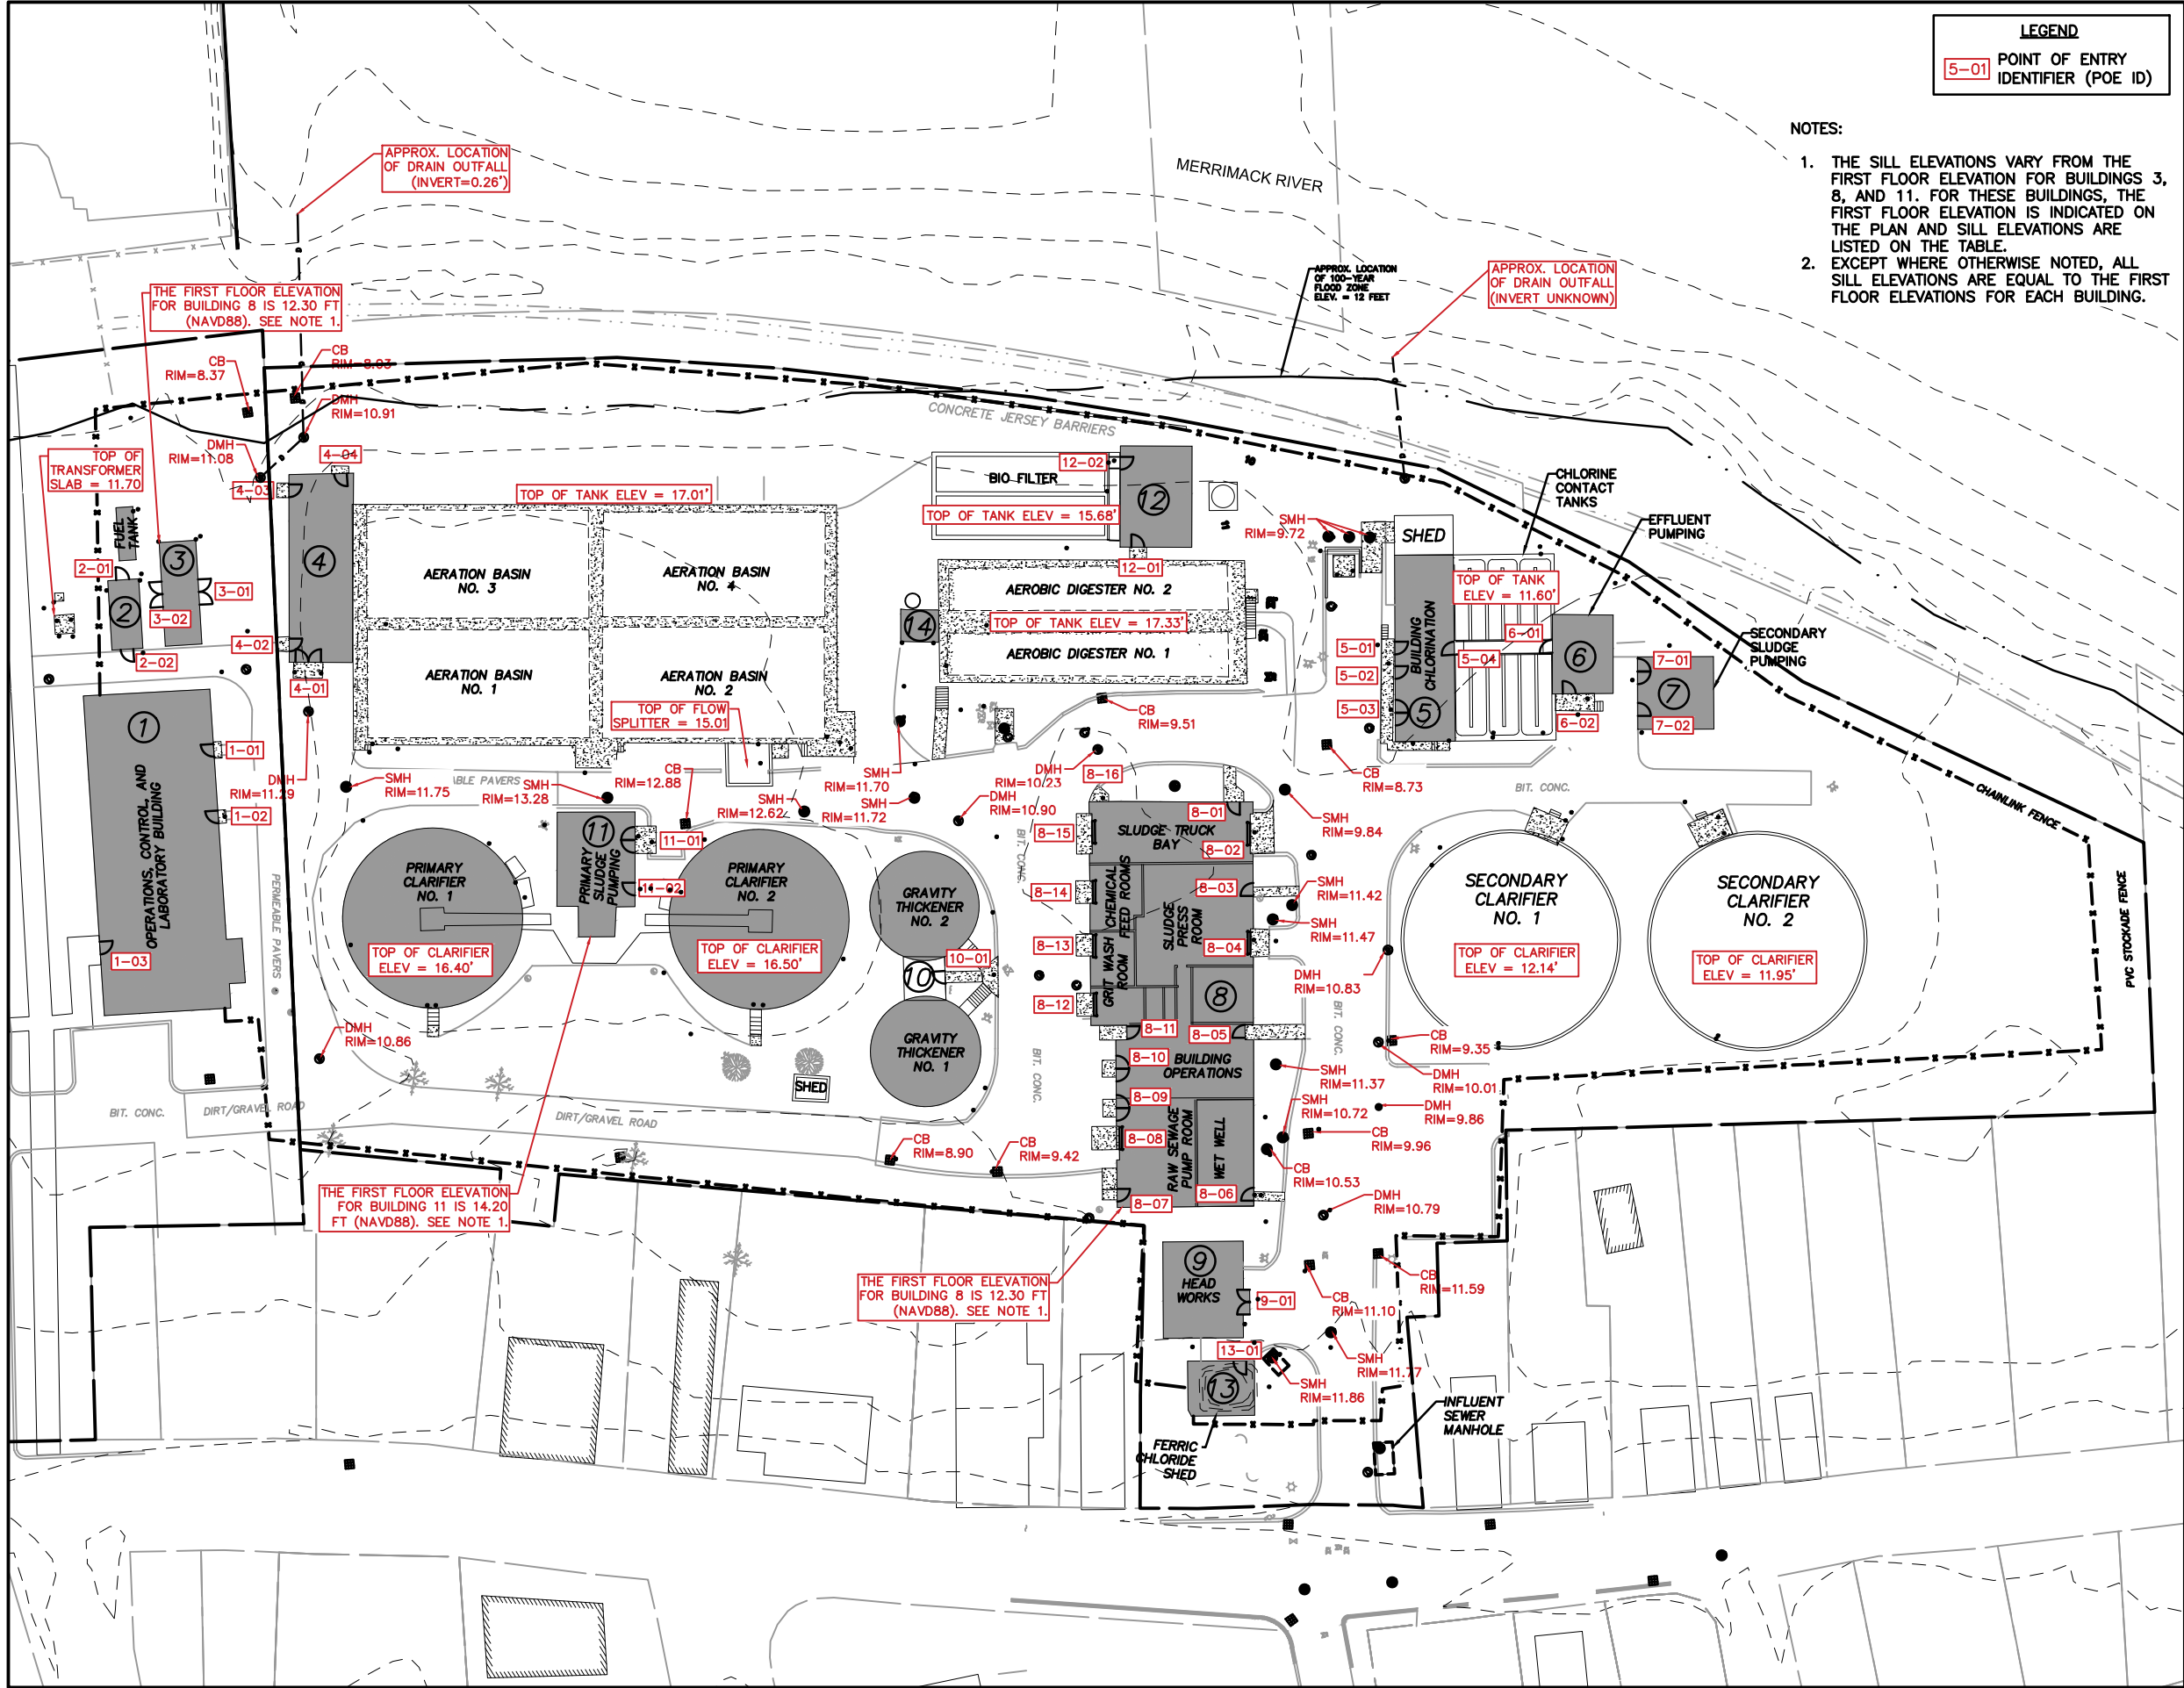 LEGEND
5-01 POINT OF ENTRY
IDENTIFIER (POE ID)
NOTES:
1. THE SILL ELEVATIONS VARY FROM THE
FIRST FLOOR ELEVATION FOR BUILDINGS 3,
8, AND 11. FOR THESE BUILDINGS, THE
FIRST FLOOR ELEVATION IS INDICATED ON
THE PLAN AND SILL ELEVATIONS ARE
LISTED ON THE TABLE.
2. EXCEPT WHERE OTHERWISE NOTED, ALL
SILL ELEVATIONS ARE EQUAL TO THE FIRST
FLOOR ELEVATIONS FOR EACH BUILDING.
MERRIMACK RIVER
APPROX. LOCATION
OF DRAIN OUTFALL
(INVERT=0.26')
APPROX. LOCATION
OF 100-YEAR
FLOOD ZONE
ELEV. = 12 FEET
APPROX. LOCATION
OF DRAIN OUTFALL
(INVERT UNKNOWN)
THE FIRST FLOOR ELEVATION
FOR BUILDING 8 IS 12.30 FT
(NAVD88). SEE NOTE 1.
CB
RIM=8.37
CB
RIM=8.03
DMH
RIM=10.91
DMH
RIM=11.08
TOP OF
TRANSFORMER
SLAB = 11.70
CONCRETE JERSEY BARRIERS
4-04
4-03
4
4-02
4-01
FUEL
TANK
2-01
2
2-02
3
3-01
3-02
TOP OF TANK ELEV = 17.01'
AERATION BASIN
NO. 3
AERATION BASIN
NO. 4
AERATION BASIN
NO. 1
AERATION BASIN
NO. 2
TOP OF FLOW
SPLITTER = 15.01
BIO FILTER
TOP OF TANK ELEV = 15.68'
12-02
12
12-01
AEROBIC DIGESTER NO. 2
TOP OF TANK ELEV = 17.33'
AEROBIC DIGESTER NO. 1
14
SMH
RIM=9.72
SHED
CHLORINE
CONTACT
TANKS
EFFLUENT
PUMPING
TOP OF TANK
ELEV = 11.60'
BUILDING
CHLORINATION
5-01
5-02
5-03
5-04
5
6-01
6
6-02
SECONDARY
SLUDGE
PUMPING
7-01
7
7-02
1
OPERATIONS, CONTROL, AND
LABORATORY BUILDING
1-01
1-02
1-03
DMH
RIM=11.29
SMH
RIM=11.75
ABLE PAVERS
SMH
RIM=13.28
CB
RIM=12.88
SMH
RIM=12.62
SMH
RIM=11.70
SMH
RIM=11.72
DMH
RIM=10.90
DMH
RIM=10.23
CB
RIM=9.51
CB
RIM=8.73
BIT. CONC.
CHAINLINK FENCE
PVC STOCKADE FENCE
PERMEABLE PAVERS
PRIMARY
CLARIFIER
NO. 1
TOP OF CLARIFIER
ELEV = 16.40'
11
PRIMARY
SLUDGE
PUMPING
11-01
11-02
PRIMARY
CLARIFIER
NO. 2
TOP OF CLARIFIER
ELEV = 16.50'
GRAVITY
THICKENER
NO. 2
10
10-01
GRAVITY
THICKENER
NO. 1
BIT. CONC.
BIT. CONC.
8-16
8-15
8-14
8-13
8-12
8-01
8-02
8-03
8-04
8-05
8-06
8-07
8-08
8-09
8-10
8-11
SLUDGE TRUCK
BAY
CHEMICAL
FEED ROOMS
GRIT WASH
ROOM
SLUDGE
PRESS
ROOM
8
BUILDING
OPERATIONS
RAW SEWAGE
PUMP ROOM
WET WELL
SMH
RIM=9.84
SMH
RIM=11.42
SMH
RIM=11.47
DMH
RIM=10.83
BIT. CONC.
SECONDARY
CLARIFIER
NO. 1
TOP OF CLARIFIER
ELEV = 12.14'
SECONDARY
CLARIFIER
NO. 2
TOP OF CLARIFIER
ELEV = 11.95'
CB
RIM=9.35
DMH
RIM=10.01
SMH
RIM=11.37
SMH
RIM=10.72
DMH
RIM=9.86
CB
RIM=9.96
CB
RIM=10.53
DMH
RIM=10.79
DMH
RIM=10.86
SHED
BIT. CONC.
DIRT/GRAVEL ROAD
DIRT/GRAVEL ROAD
CB
RIM=8.90
CB
RIM=9.42
THE FIRST FLOOR ELEVATION
FOR BUILDING 11 IS 14.20
FT (NAVD88). SEE NOTE 1.
THE FIRST FLOOR ELEVATION
FOR BUILDING 8 IS 12.30 FT
(NAVD88). SEE NOTE 1.
9
HEAD
WORKS
9-01
CB
RIM=11.59
CB
RIM=11.10
13-01
13
SMH
RIM=11.77
SMH
RIM=11.86
INFLUENT
SEWER
MANHOLE
FERRIC
CHLORIDE
SHED